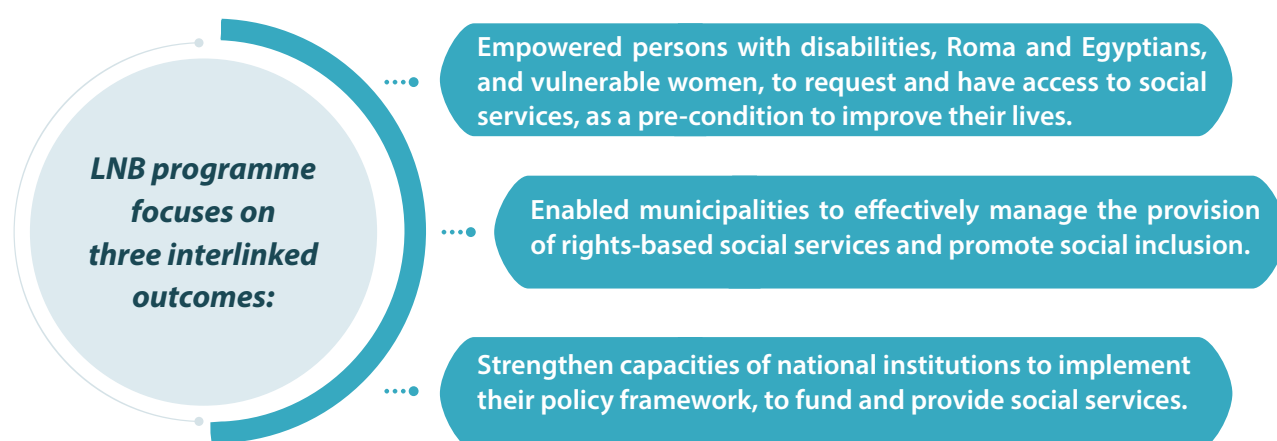 LNB programme
focuses on
three interlinked
outcomes:
Empowered persons with disabilities, Roma and Egyptians,
and vulnerable women, to request and have access to social
services, as a pre-condition to improve their lives.
Enabled municipalities to effectively manage the provision
of rights-based social services and promote social inclusion.
Strengthen capacities of national institutions to implement
their policy framework, to fund and provide social services.